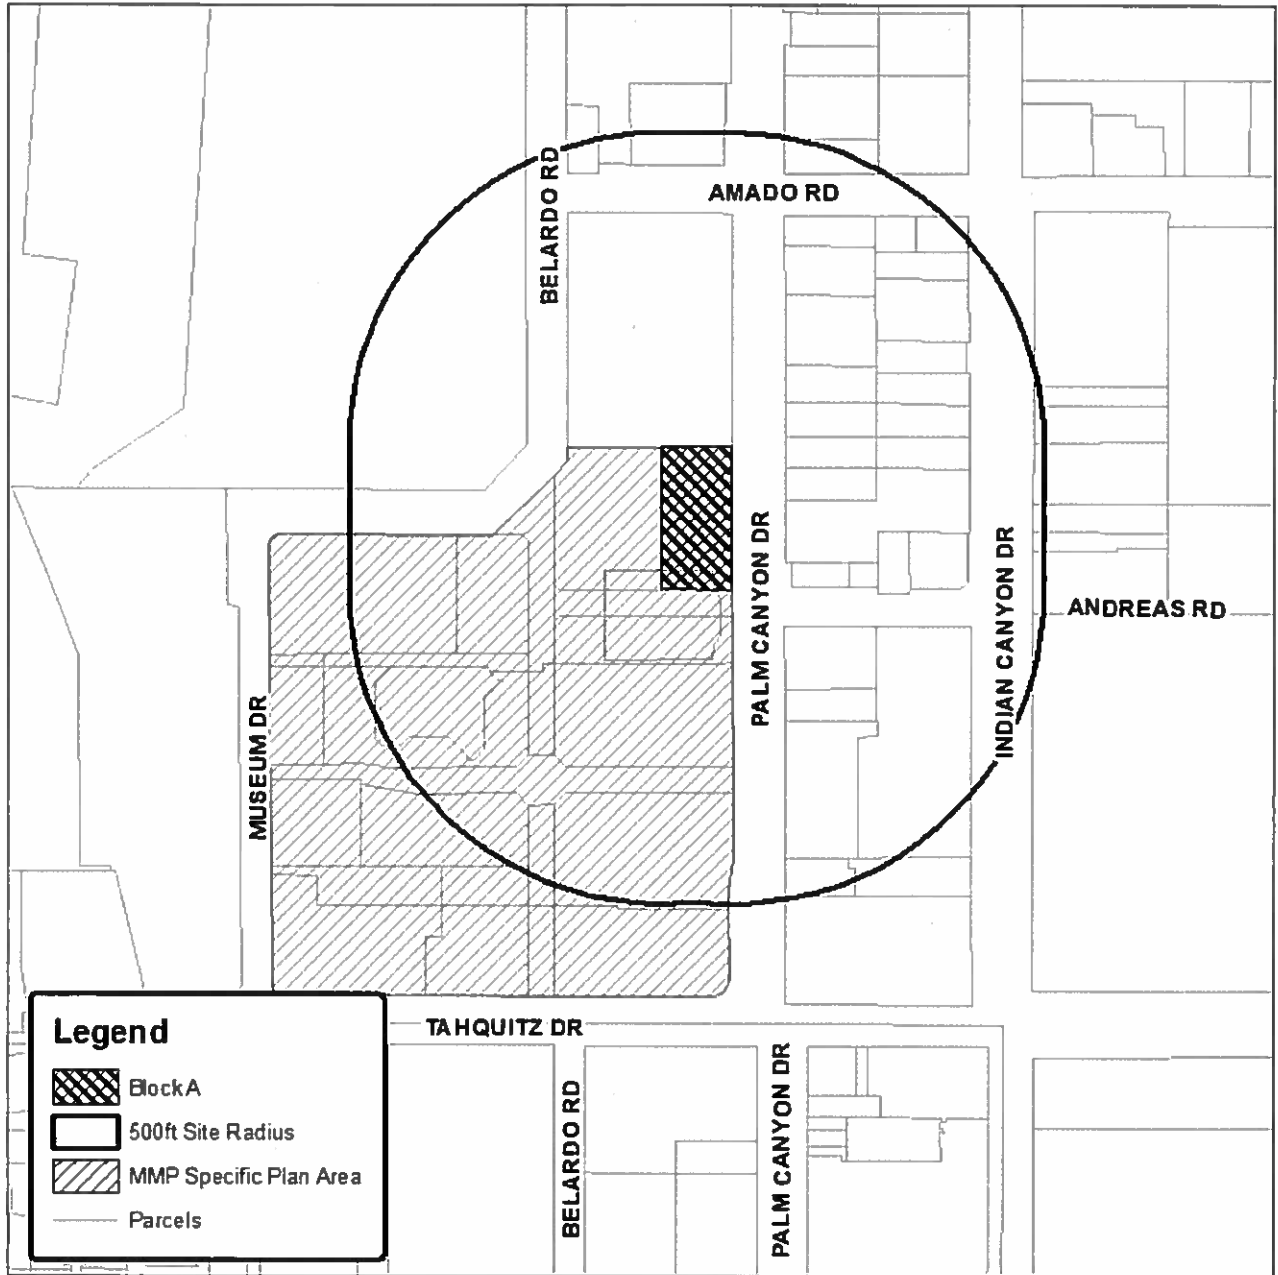 BELARDO RD
AMADO RD
PALM CANYON DR
INDIAN CANYON DR
ANDREAS RD
MUSEUM DR
TAHQUITZ DR
BELARDO RD
PALM CANYON DR
Legend
Block A
500ft Site Radius
MMP Specific Plan Area
Parcels